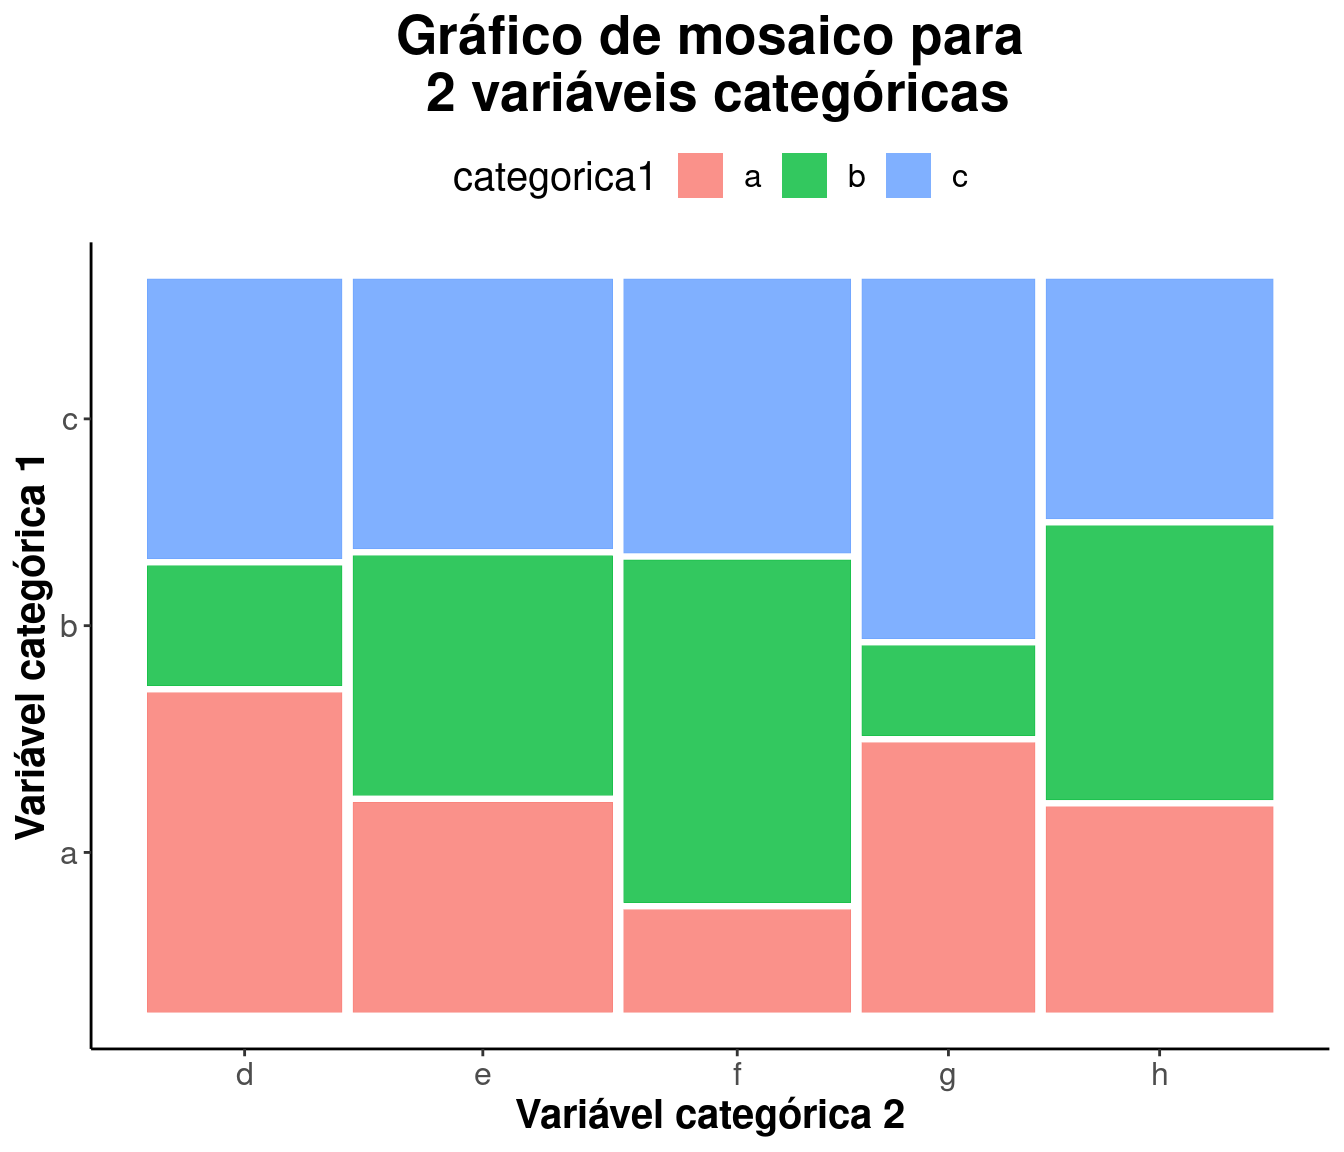 Gráfico de mosaico para
2 variáveis categóricas
categorica1 a b c
c
b
a
Variável categórica 1
d e f g h
Variável categórica 2